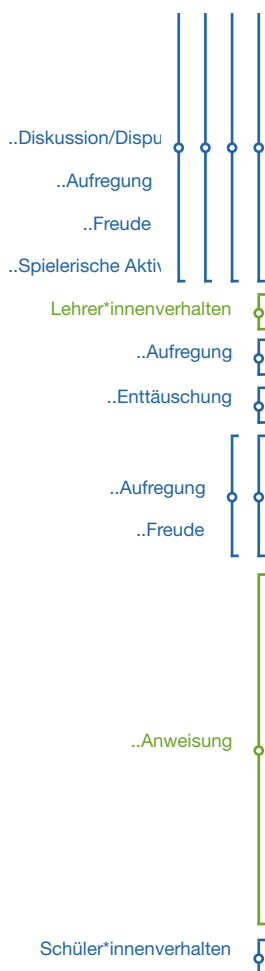 ..Diskussion/Dispu
..Aufregung
..Freude
..Spielerische Aktiv
Lehrer*innenverhalten
..Aufregung
..Enttäuschung
..Aufregung
..Freude
..Anweisung
Schüler*innenverhalten